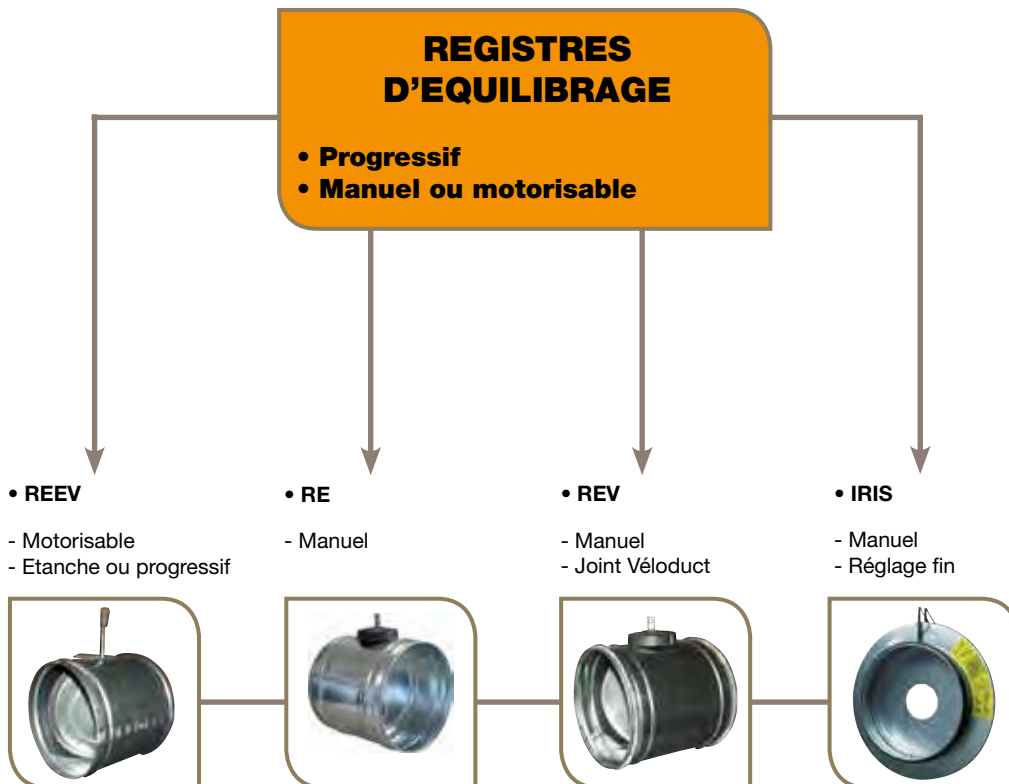 REGISTRES
D'EQUILIBRAGE
• Progressif
• Manuel ou motorisable
• REEV
- Motorisable
- Etanche ou progressif
• RE
- Manuel
• REV
- Manuel
- Joint Véloduct
• IRIS
- Manuel
- Réglage fin